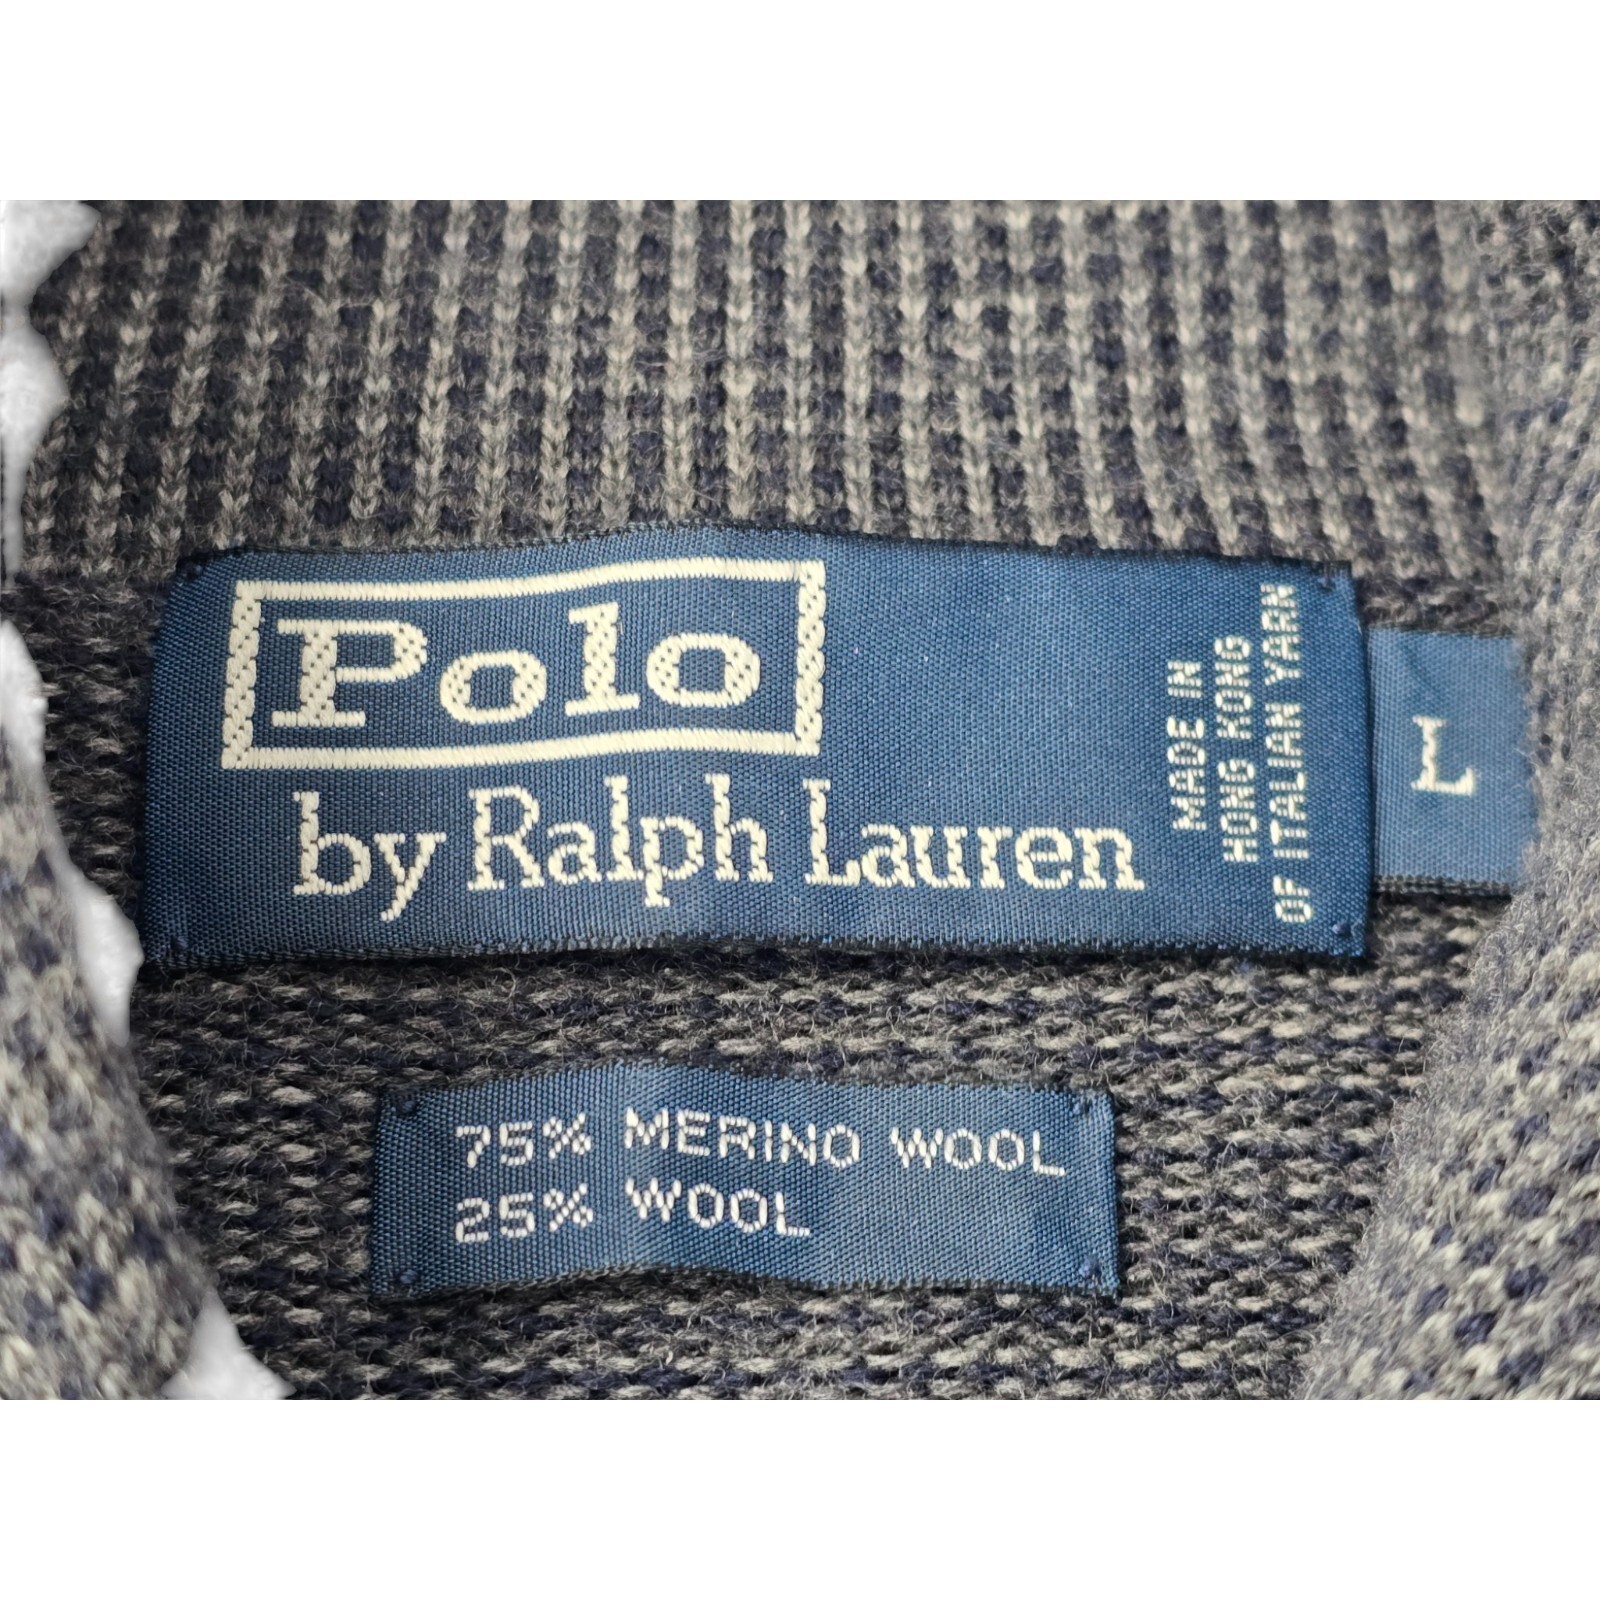 Polo
by Ralph Lauren
MADE IN
HONG KONG
OF ITALIAN YARN
L
75% MERINO WOOL
25% WOOL